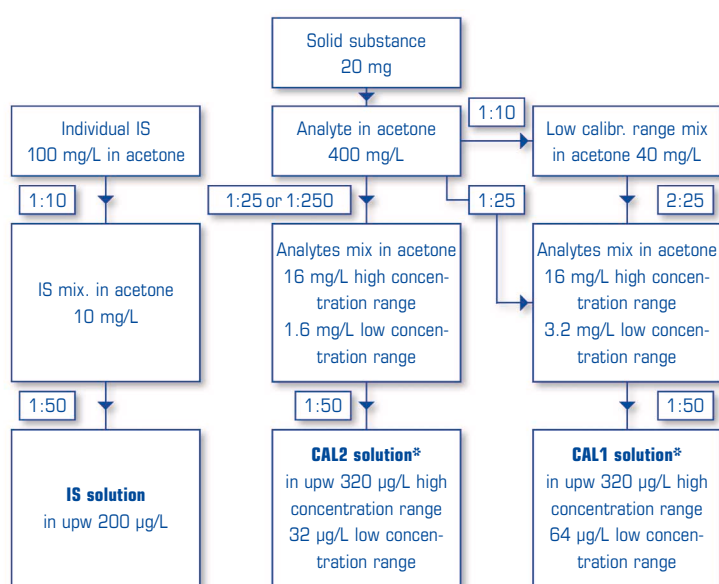 Solid substance
20 mg
1:10
Individual IS
100 mg/L in acetone
Analyte in acetone
400 mg/L
Low calibr. range mix
in acetone 40 mg/L
1:10
1:25 or 1:250
1:25
2:25
IS mix. in acetone
10 mg/L
Analytes mix in acetone
16 mg/L high concen-
tration range
1.6 mg/L low concen-
tration range
Analytes mix in acetone
16 mg/L high concen-
tration range
3.2 mg/L low concen-
tration range
1:50
1:50
1:50
IS solution
in upw 200 µg/L
CAL2 solution*
in upw 320 µg/L high
concentration range
32 µg/L low concen-
tration range
CAL1 solution*
in upw 320 µg/L high
concentration range
64 µg/L low concen-
tration range